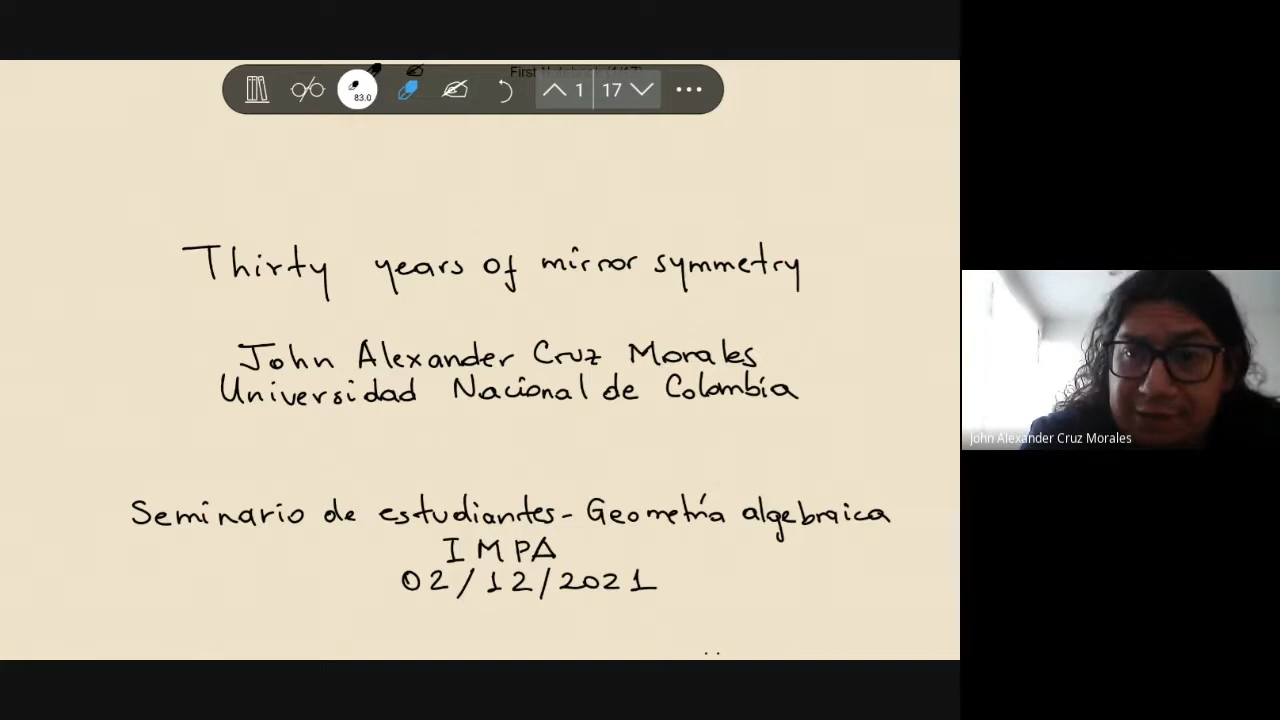 83.0
1
17
Thirty years of mirror symmetry
John Alexander Cruz Morales
Universidad Nacional de Colombia
Seminario de estudiantes - Geometría algebraica
IMPA
02/12/2021
John Alexander Cruz Morales